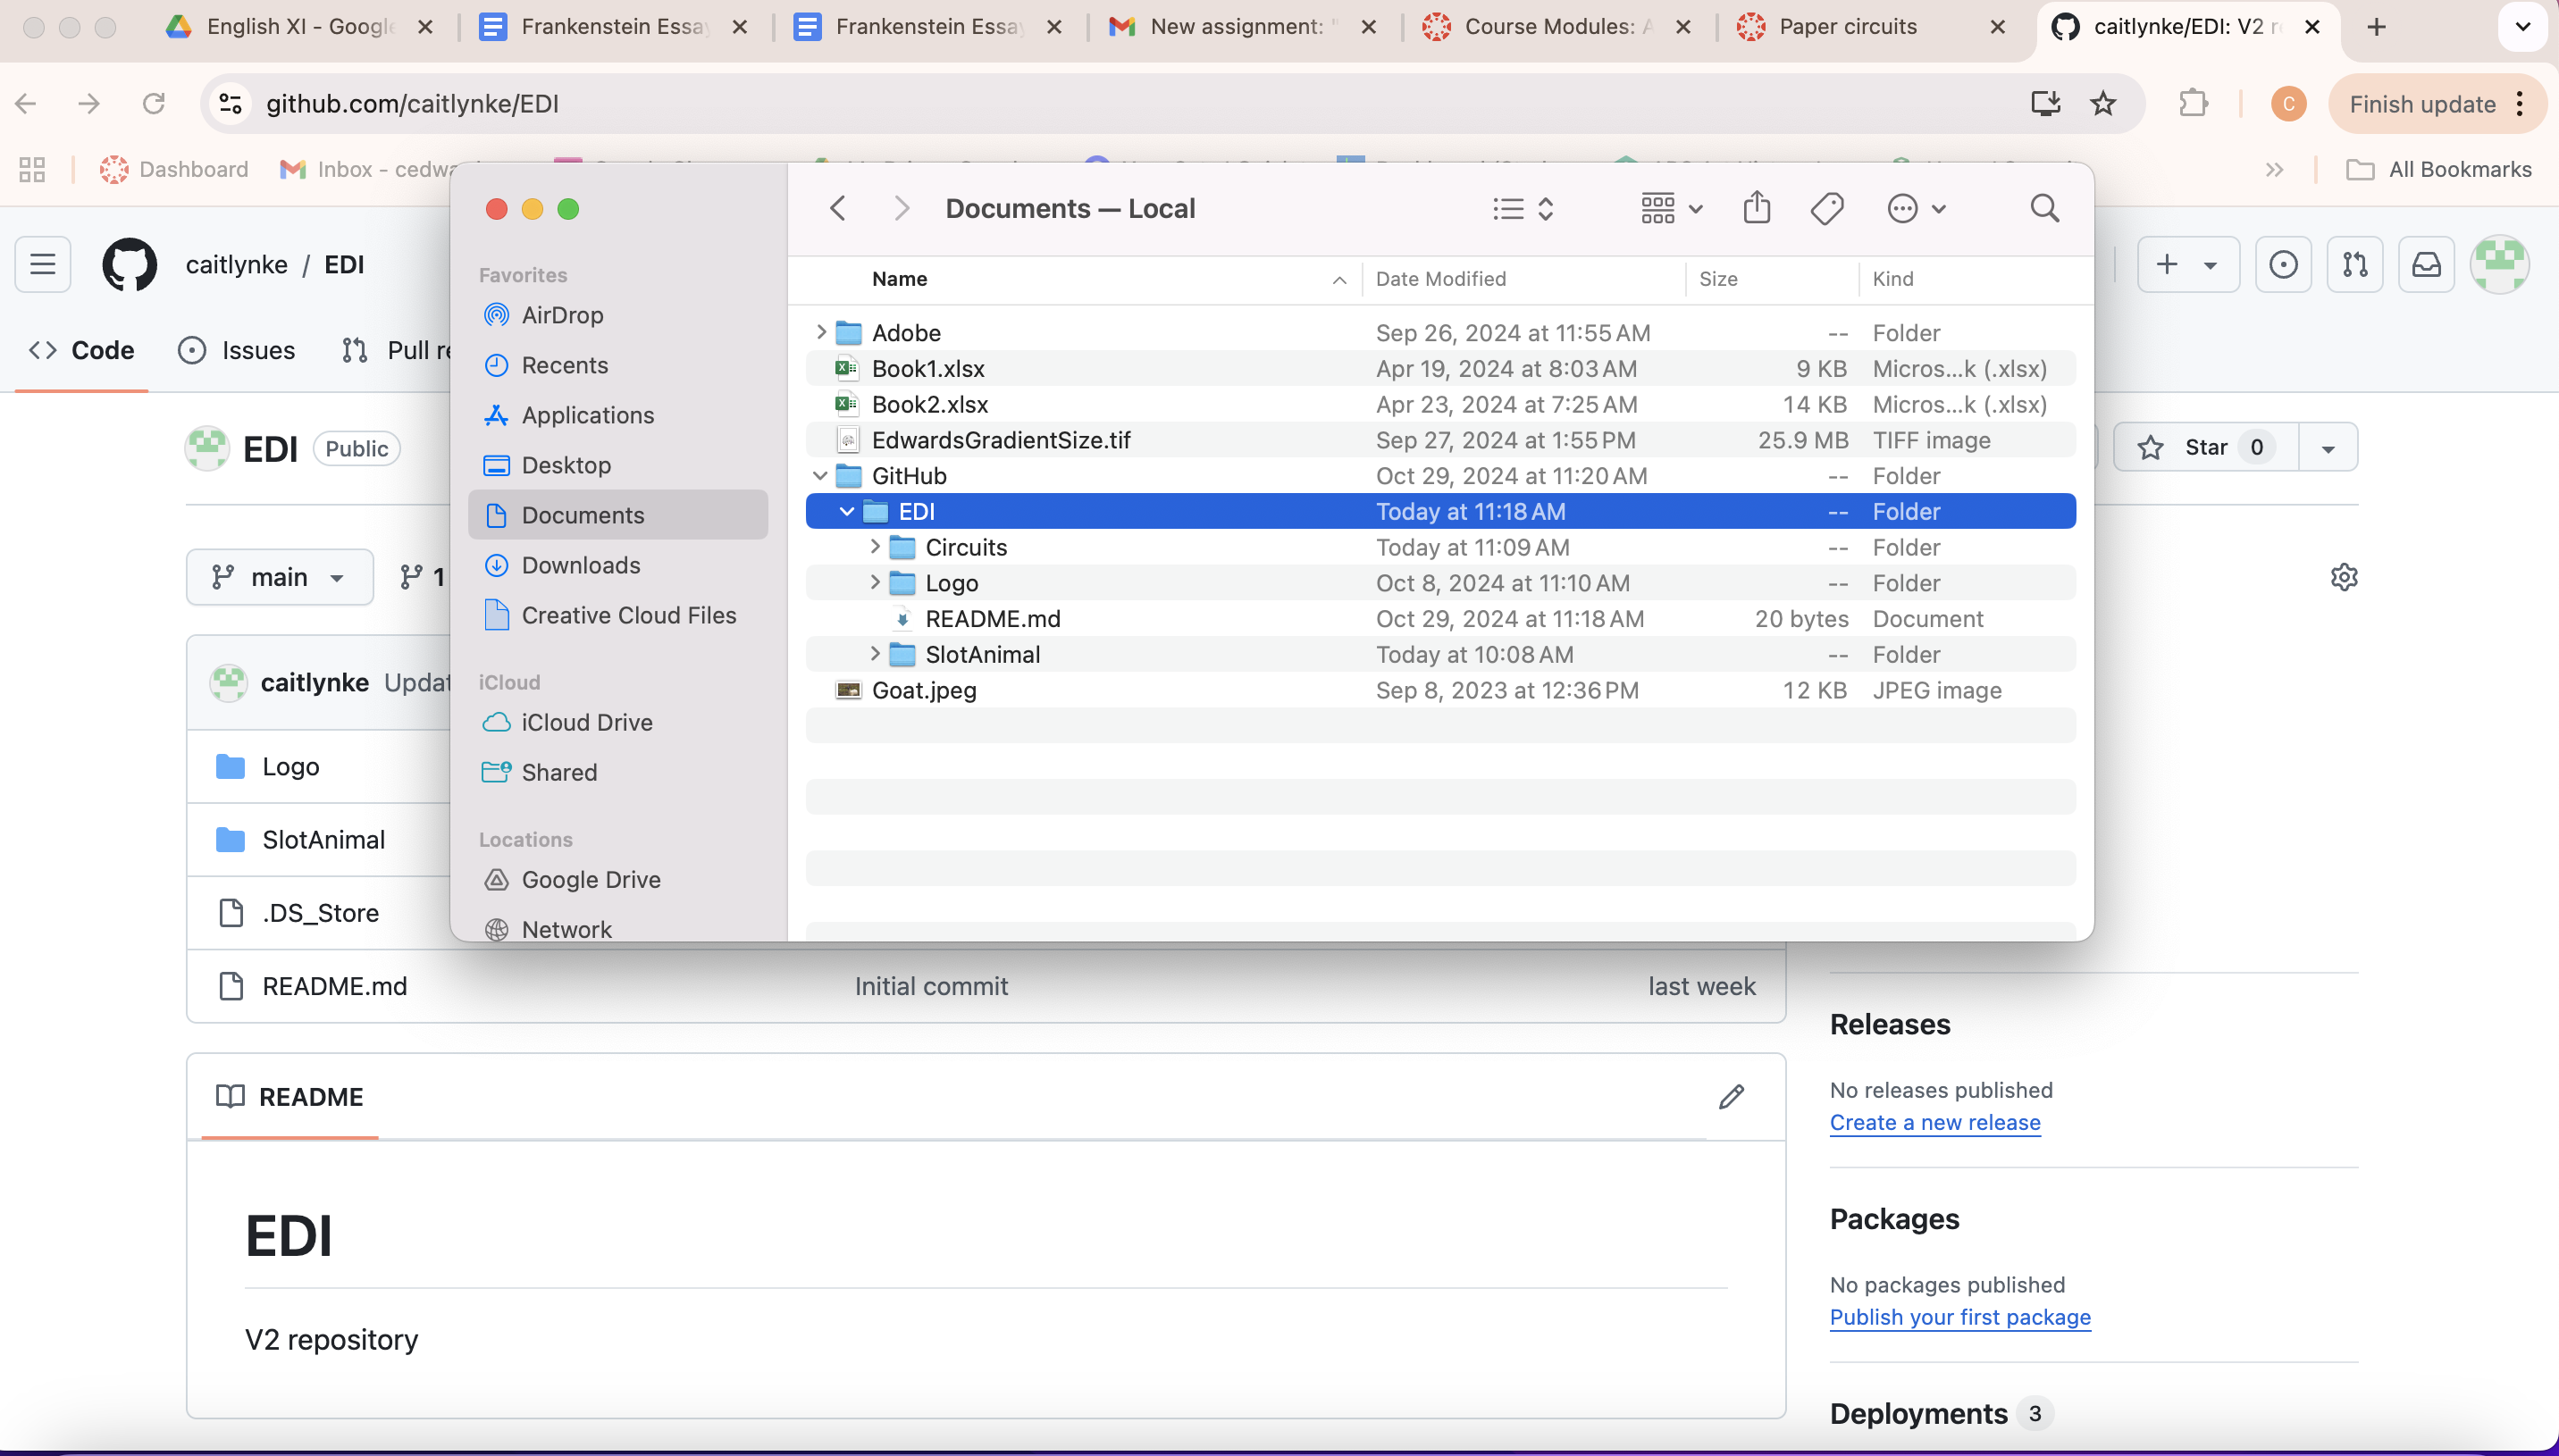 English XI - Google
Frankenstein Essay
Frankenstein Essay
New assignment: "
Course Modules: A
Paper circuits
caitlynke/EDI: V2 r
github.com/caitlynke/EDI
C
Finish update
Dashboard
Inbox - cedwa
All Bookmarks
caitlynke / EDI
Code
Issues
Pull re
EDI
Public
Star 0
main
1
caitlynke Updat
Logo
SlotAnimal
.DS_Store
README.md Initial commit last week
README
EDI
V2 repository
Releases
No releases published
Create a new release
Packages
No packages published
Publish your first package
Deployments 3
Favorites
AirDrop
Recents
Applications
Desktop
Documents
Downloads
Creative Cloud Files
iCloud
iCloud Drive
Shared
Locations
Google Drive
Network
Documents — Local
Name Date Modified Size Kind
Adobe Sep 26, 2024 at 11:55 AM -- Folder
Book1.xlsx Apr 19, 2024 at 8:03 AM 9 KB Micros...k (.xlsx)
Book2.xlsx Apr 23, 2024 at 7:25 AM 14 KB Micros...k (.xlsx)
EdwardsGradientSize.tif Sep 27, 2024 at 1:55 PM 25.9 MB TIFF image
GitHub Oct 29, 2024 at 11:20 AM -- Folder
EDI Today at 11:18 AM -- Folder
Circuits Today at 11:09 AM -- Folder
Logo Oct 8, 2024 at 11:10 AM -- Folder
README.md Oct 29, 2024 at 11:18 AM 20 bytes Document
SlotAnimal Today at 10:08 AM -- Folder
Goat.jpeg Sep 8, 2023 at 12:36 PM 12 KB JPEG image